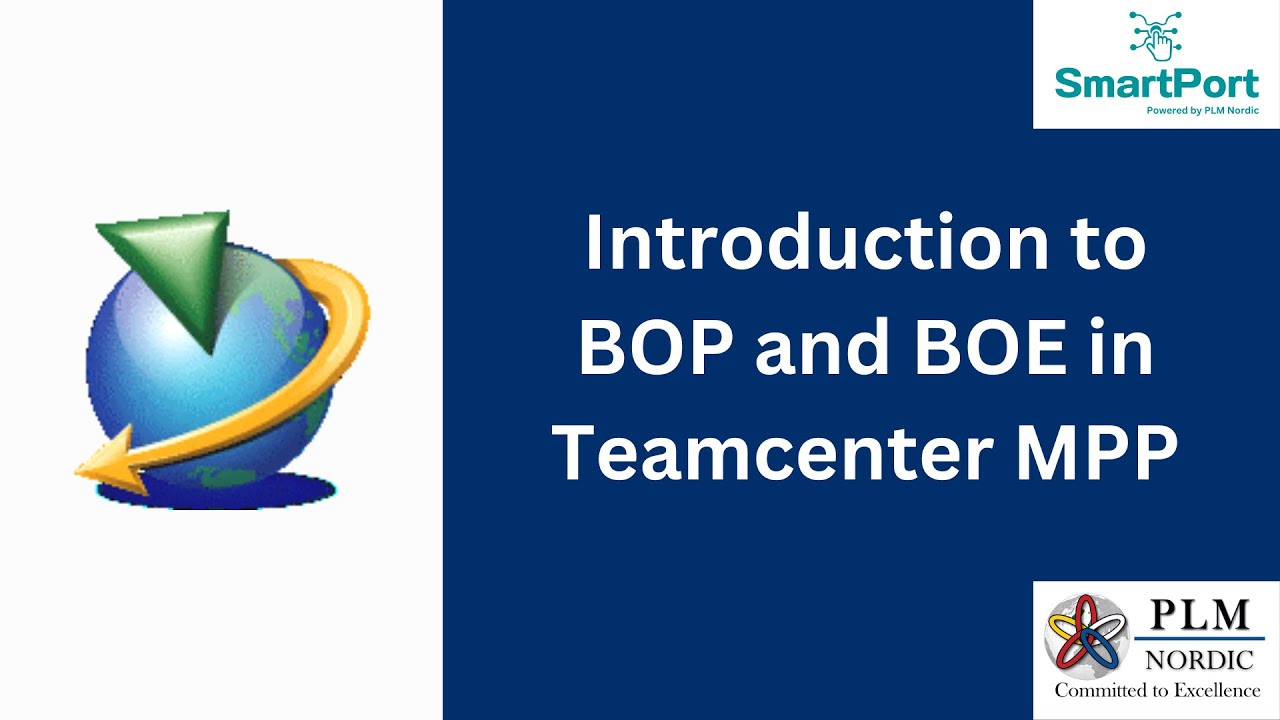 SmartPort
Powered by PLM Nordic
Introduction to
BOP and BOE in
Teamcenter MPP
PLM
NORDIC
Committed to Excellence